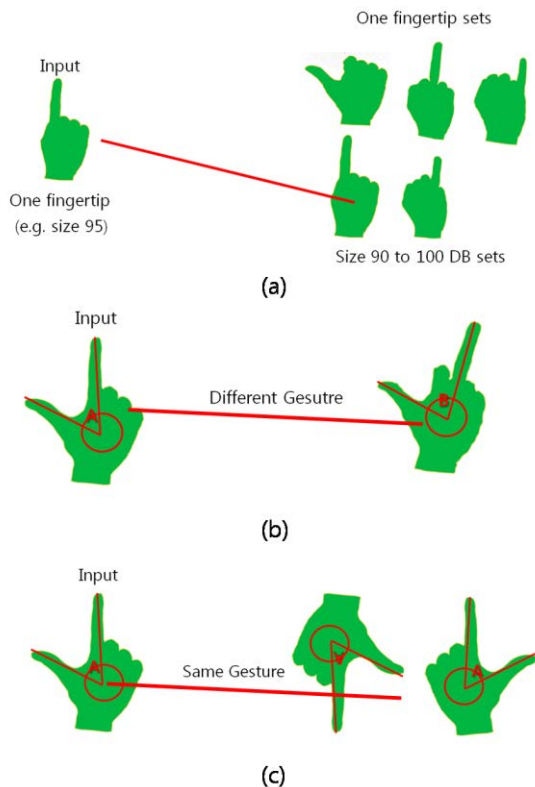 One fingertip sets
Input
One fingertip
(e.g. size 95)
Size 90 to 100 DB sets
(a)
Input
A
Different Gesutre
B
(b)
Input
A
Same Gesture
A
A
(c)